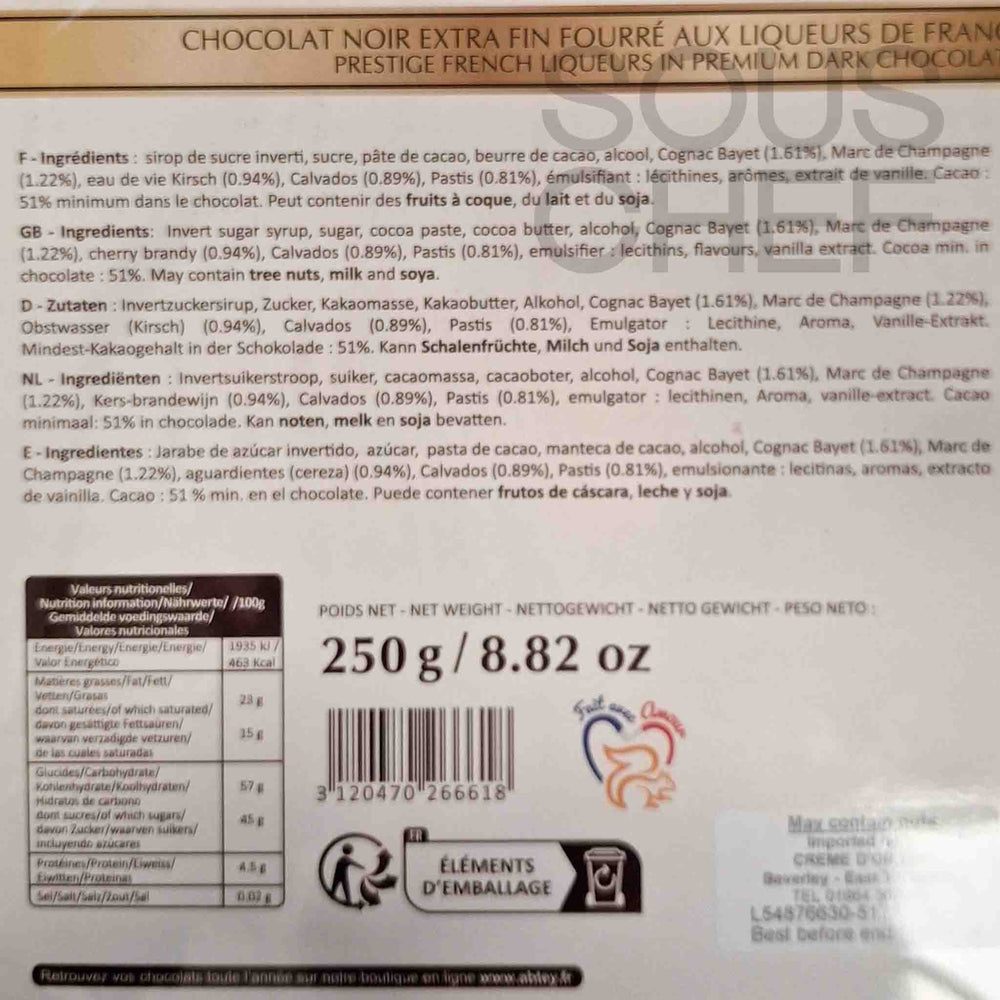 CHOCOLAT NOIR EXTRA FIN FOURRÉ AUX LIQUEURS DE FRAN
PRESTIGE FRENCH LIQUEURS IN PREMIUM DARK CHOCOLA
SOUS
CHEF
F - Ingrédients : sirop de sucre inverti, sucre, pâte de cacao, beurre de cacao, alcool, Cognac Bayet (1.61%), Marc de Champagne
(1.22%), eau de vie Kirsch (0.94%), Calvados (0.89%), Pastis (0.81%), émulsifiant : lécithines, arômes, extrait de vanille. Cacao :
51% minimum dans le chocolat. Peut contenir des fruits à coque, du lait et du soja.
GB - Ingredients: Invert sugar syrup, sugar, cocoa paste, cocoa butter, alcohol, Cognac Bayet (1.61%), Marc de Champagne
(1.22%), cherry brandy (0.94%), Calvados (0.89%), Pastis (0.81%), emulsifier : lecithins, flavours, vanilla extract. Cocoa min. in
chocolate : 51%. May contain tree nuts, milk and soya.
D - Zutaten : Invertzuckersirup, Zucker, Kakaomasse, Kakaobutter, Alkohol, Cognac Bayet (1.61%), Marc de Champagne (1.22%),
Obstwasser (Kirsch) (0.94%), Calvados (0.89%), Pastis (0.81%), Emulgator : Lecithine, Aroma, Vanille-Extrakt.
Mindest-Kakaogehalt in der Schokolade : 51%. Kann Schalenfrüchte, Milch und Soja enthalten.
NL - Ingrediënten : Invertsuikerstroop, suiker, cacaomassa, cacaoboter, alcohol, Cognac Bayet (1.61%), Marc de Champagne
(1.22%), Kers-brandewijn (0.94%), Calvados (0.89%), Pastis (0.81%), emulgator : lecithinen, Aroma, vanille-extract. Cacao
minimaal: 51% in chocolade. Kan noten, melk en soja bevatten.
E - Ingredientes : Jarabe de azúcar invertido, azúcar, pasta de cacao, manteca de cacao, alcohol, Cognac Bayet (1.61%), Marc de
Champagne (1.22%), aguardientes (cereza) (0.94%), Calvados (0.89%), Pastis (0.81%), emulsionante : lecitinas, aromas, extracto
de vainilla. Cacao : 51 % min. en el chocolate. Puede contener frutos de cáscara, leche y soja.
Valeurs nutritionelles/
Nutrition information/Nährwerte/ /100g
Gemiddelde voedingswaarde/
Valores nutricionales
Energie/Energy/Energie/Energie/ 1935 kJ /
Valor Energético 463 Kcal
Matières grasses/Fat/Fett/
Vetten/Grasas 23 g
dont saturées/of which saturated/
davon gesättigte Fettsäuren/ 15 g
waarvan verzadigde vetzuren/
de las cuales saturadas
Glucides/Carbohydrate/
Kohlenhydrate/Koolhydraten/ 57 g
Hidratos de carbono
dont sucres/of which sugars/ 45 g
davon Zucker/waarven suikers/
incluyendo azúcares
Protéines/Protein/Eiweiss/ 4.5 g
Eiwitten/Proteinas
Sel/Salt/Salz/Zout/Sal 0.02 g
POIDS NET - NET WEIGHT - NETTOGEWICHT - NETTO GEWICHT - PESO NETO :
250 g / 8.82 oz
Fait avec Amour
3 120470 266618
FR
ÉLÉMENTS
D'EMBALLAGE
May contain nuts
Imported
CREME D'OR
Beverley - East
TEL 01964
L54876630-51
Best before end
Retrouvez vos chocolats toute l'année sur notre boutique en ligne www.abtey.fr